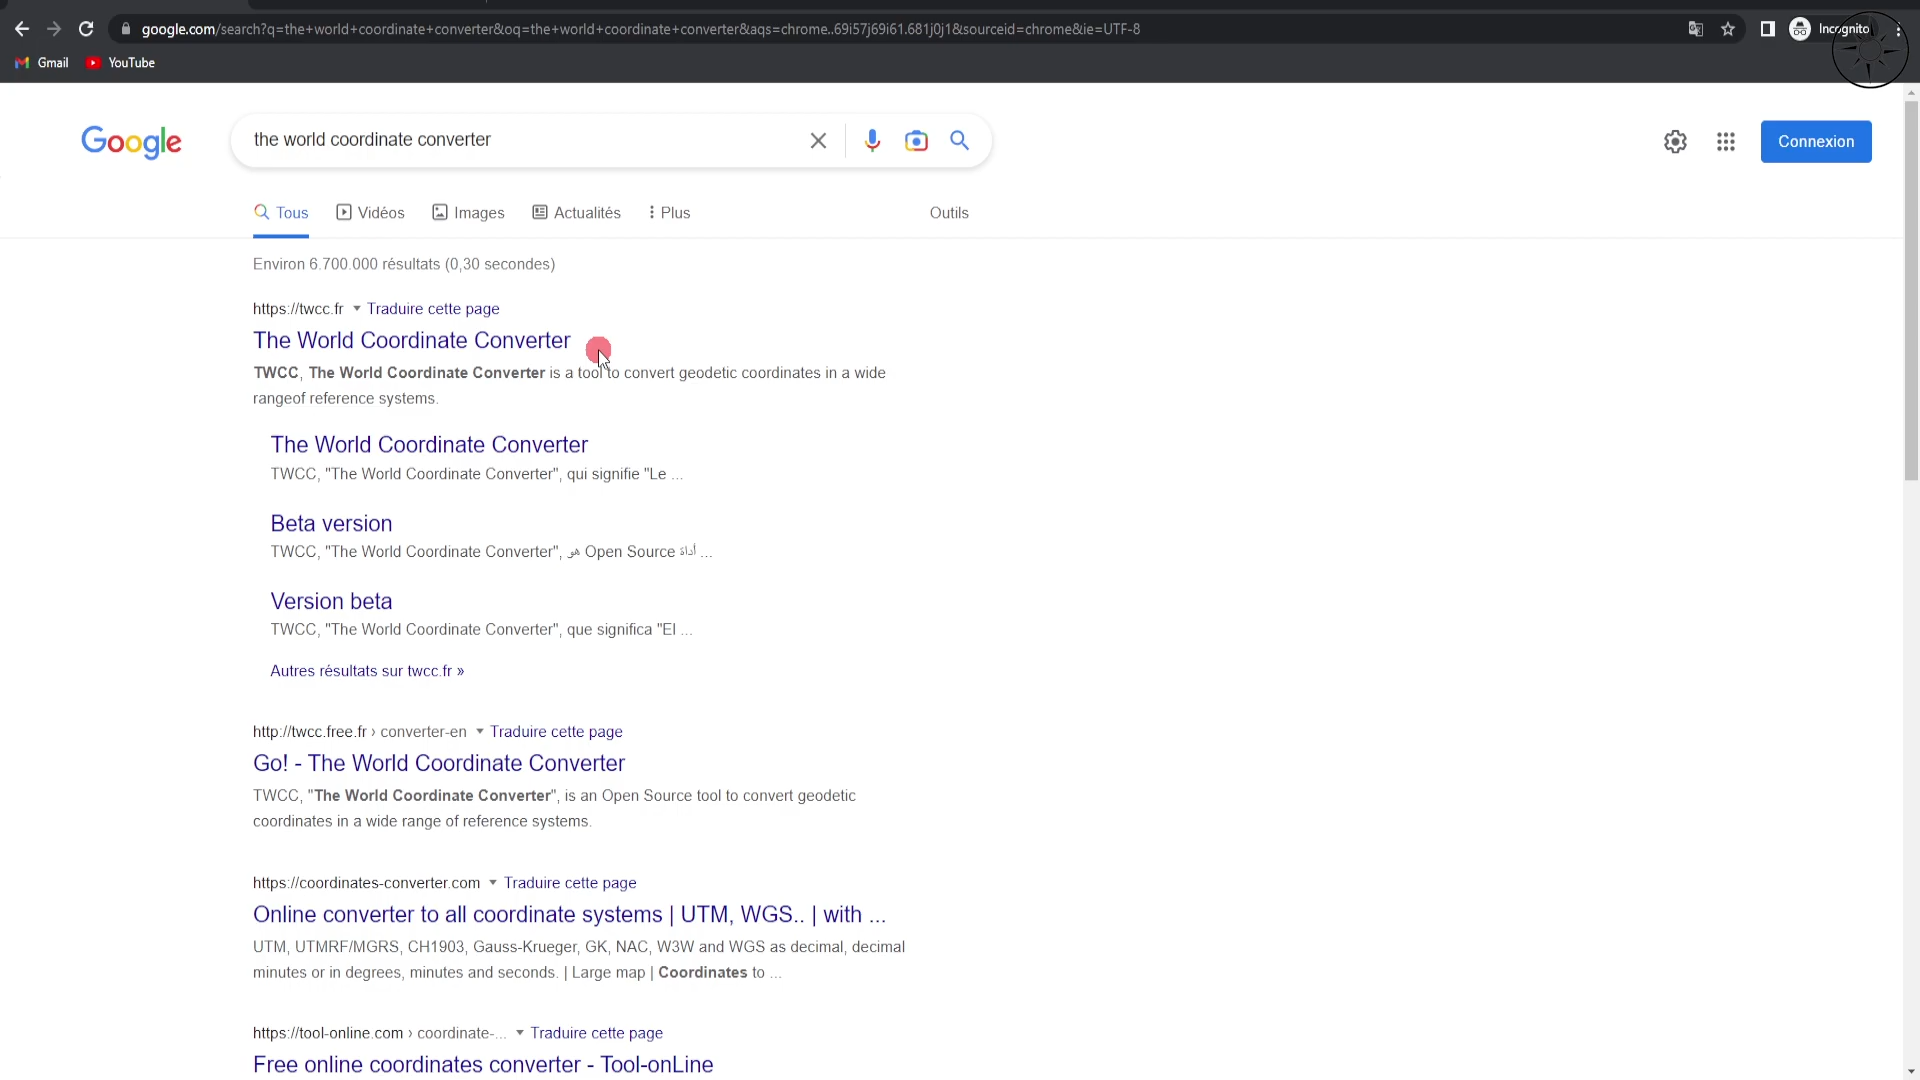 google.com/search?q=the+world+coordinate+converter&oq=the+world+coordinate+converter&aqs=chrome..69i57j69i61.681j0j1&sourceid=chrome&ie=UTF-8
Incognito
Gmail
YouTube
Google
the world coordinate converter
Connexion
Tous
Vidéos
Images
Actualités
Plus
Outils
Environ 6.700.000 résultats (0,30 secondes)
https://twcc.fr Traduire cette page
The World Coordinate Converter
TWCC, The World Coordinate Converter is a tool to convert geodetic coordinates in a wide
rangeof reference systems.
The World Coordinate Converter
TWCC, "The World Coordinate Converter", qui signifie "Le ...
Beta version
TWCC, "The World Coordinate Converter", هو Open Source أداة ...
Version beta
TWCC, "The World Coordinate Converter", que significa "El ...
Autres résultats sur twcc.fr »
http://twcc.free.fr › converter-en Traduire cette page
Go! - The World Coordinate Converter
TWCC, "The World Coordinate Converter", is an Open Source tool to convert geodetic
coordinates in a wide range of reference systems.
https://coordinates-converter.com Traduire cette page
Online converter to all coordinate systems | UTM, WGS.. | with ...
UTM, UTMRF/MGRS, CH1903, Gauss-Krueger, GK, NAC, W3W and WGS as decimal, decimal
minutes or in degrees, minutes and seconds. | Large map | Coordinates to ...
https://tool-online.com › coordinate-... Traduire cette page
Free online coordinates converter - Tool-onLine